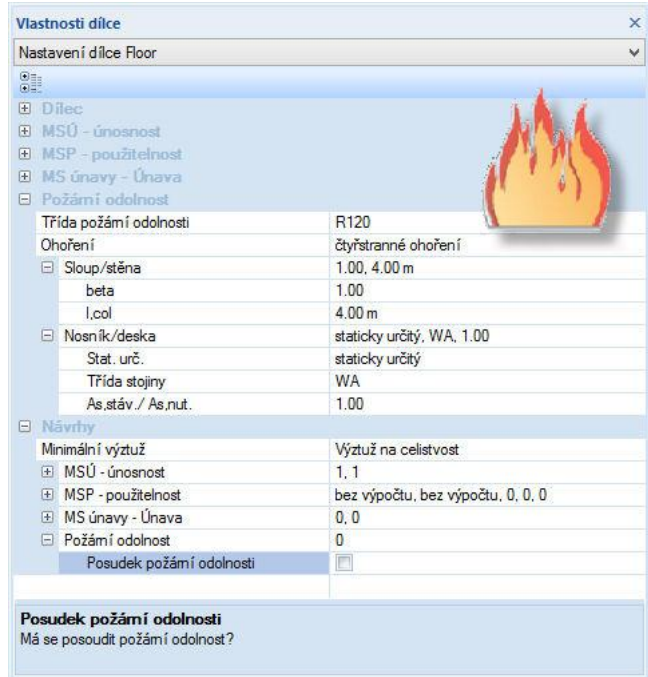 Vlastnosti dílce
Nastavení dílce Floor
Dílec
MSÚ - únosnost
MSP - použitelnost
MS únavy - Únava
Požární odolnost
Třída požární odolnosti R120
Ohoření čtyřstranné ohoření
Sloup/stěna 1.00, 4.00 m
beta 1.00
l,col 4.00 m
Nosník/deska staticky určitý, WA, 1.00
Stat. urč. staticky určitý
Třída stojiny WA
As,stáv./ As,nut. 1.00
Návrhy
Minimální výztuž Výztuž na celistvost
MSÚ - únosnost 1, 1
MSP - použitelnost bez výpočtu, bez výpočtu, 0, 0, 0
MS únavy - Únava 0, 0
Požární odolnost 0
Posudek požární odolnosti
Posudek požární odolnosti
Má se posoudit požární odolnost?